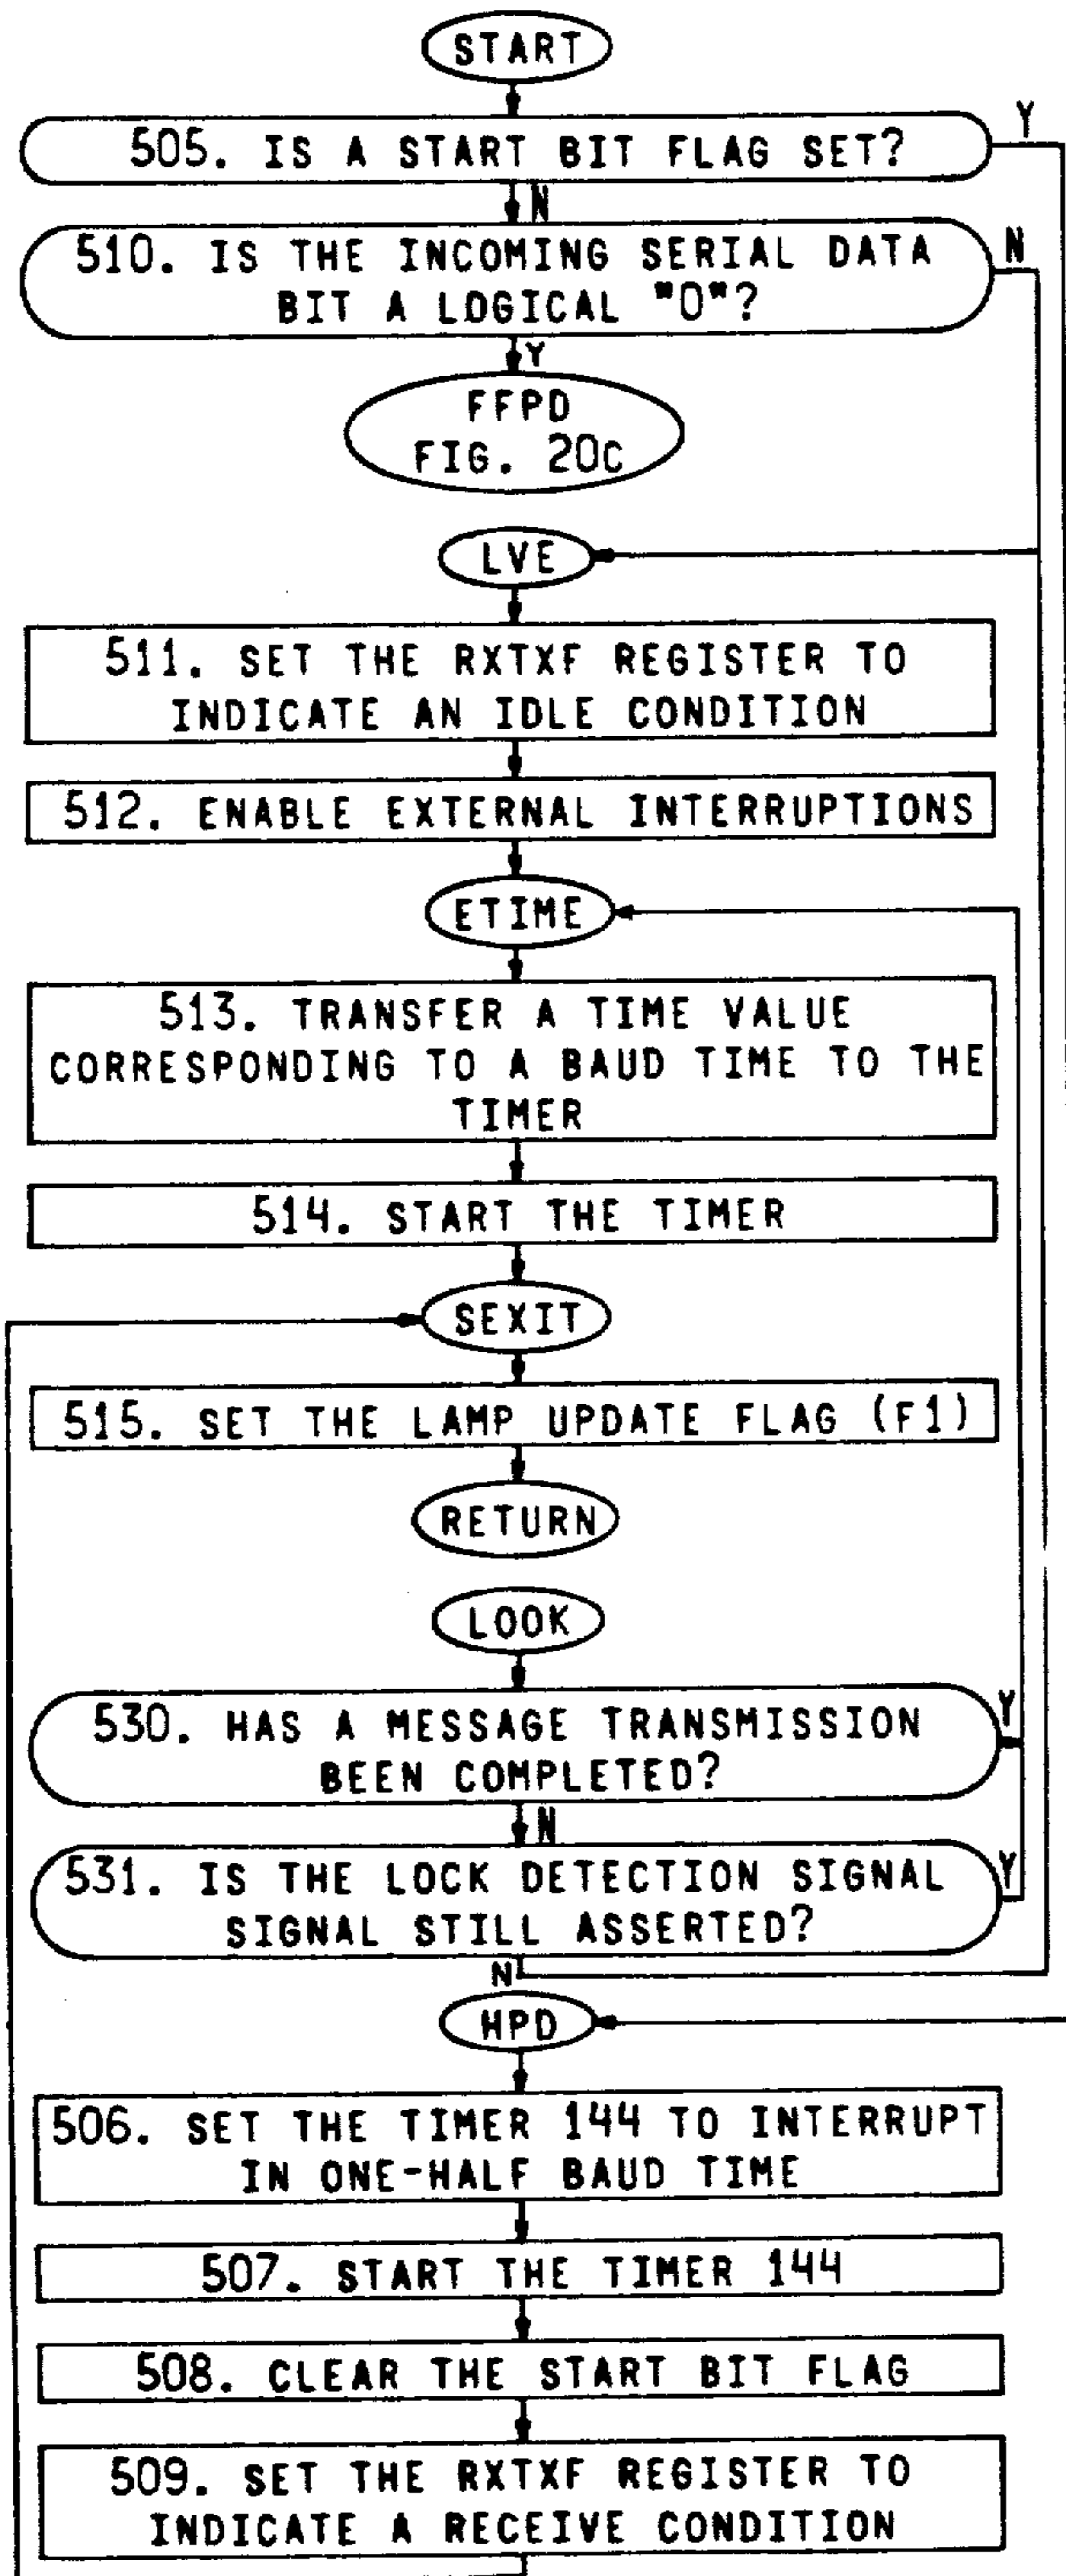 START
505. IS A START BIT FLAG SET?
Y
N
510. IS THE INCOMING SERIAL DATA
BIT A LOGICAL "0"?
N
Y
FFPD
FIG. 20C
LVE
511. SET THE RXTXF REGISTER TO
INDICATE AN IDLE CONDITION
512. ENABLE EXTERNAL INTERRUPTIONS
ETIME
513. TRANSFER A TIME VALUE
CORRESPONDING TO A BAUD TIME TO THE
TIMER
514. START THE TIMER
SEXIT
515. SET THE LAMP UPDATE FLAG (F1)
RETURN
LOOK
530. HAS A MESSAGE TRANSMISSION
BEEN COMPLETED?
Y
N
531. IS THE LOCK DETECTION SIGNAL
SIGNAL STILL ASSERTED?
Y
N
HPD
506. SET THE TIMER 144 TO INTERRUPT
IN ONE-HALF BAUD TIME
507. START THE TIMER 144
508. CLEAR THE START BIT FLAG
509. SET THE RXTXF REGISTER TO
INDICATE A RECEIVE CONDITION